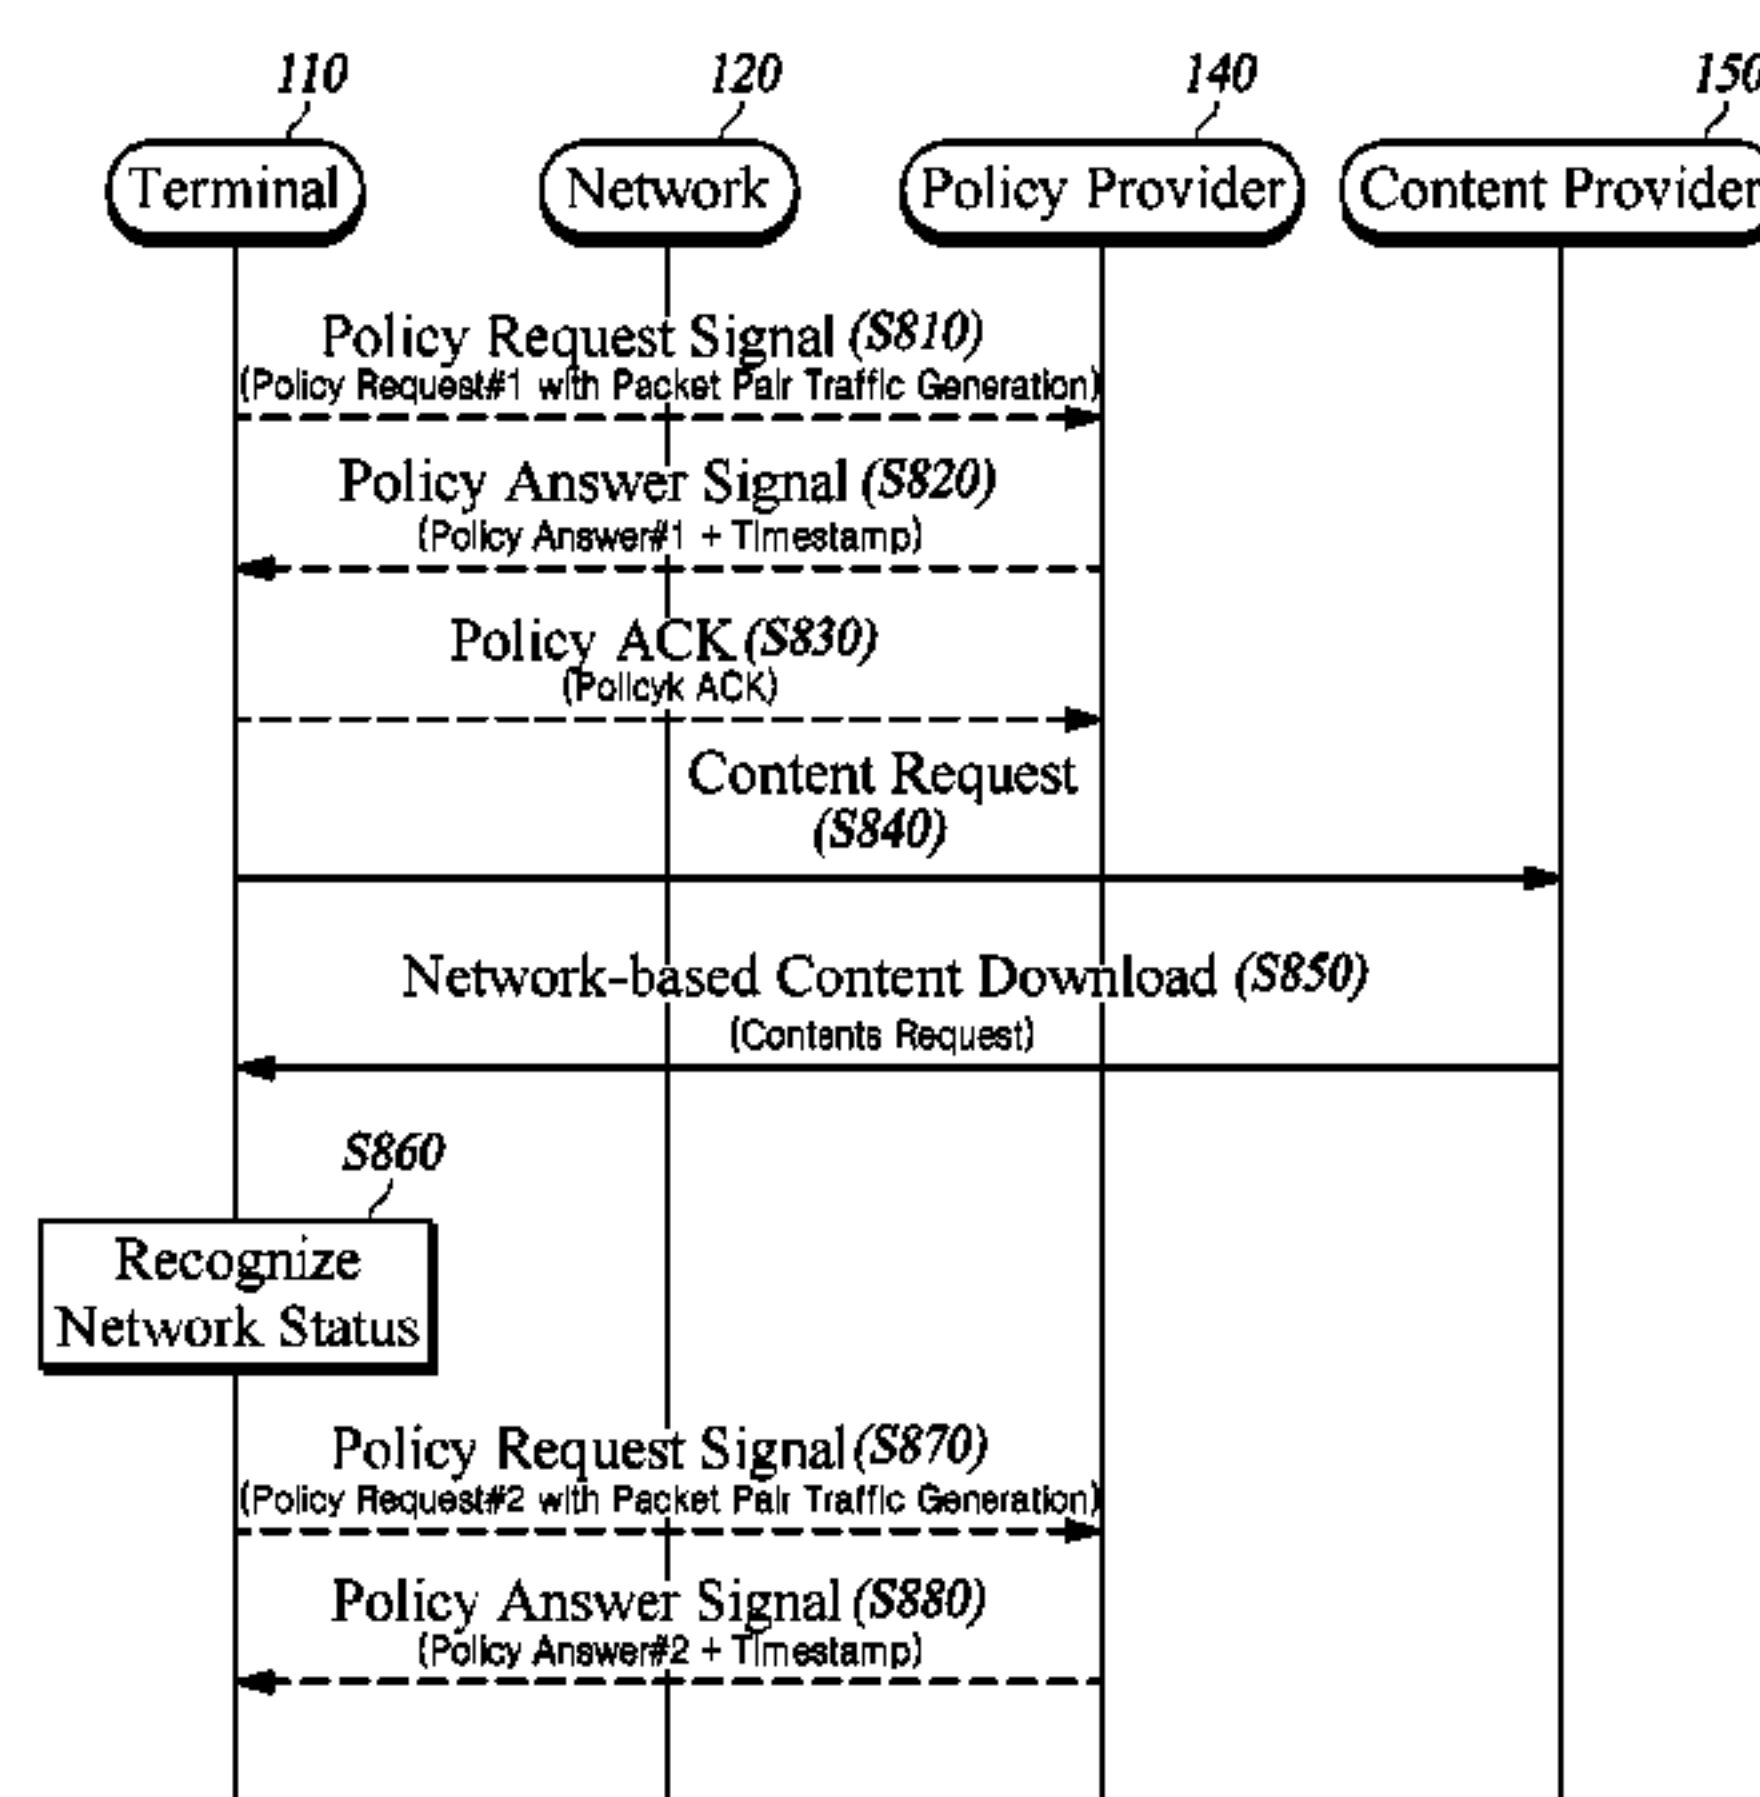 110 120 140 150
Terminal Network Policy Provider Content Provider
Policy Request Signal (S810)
(Policy Request#1 with Packet Pair Traffic Generation)
Policy Answer Signal (S820)
(Policy Answer#1 + Timestamp)
Policy ACK (S830)
(Policyk ACK)
Content Request
(S840)
Network-based Content Download (S850)
(Contents Request)
S860
Recognize
Network Status
Policy Request Signal (S870)
(Policy Request#2 with Packet Pair Traffic Generation)
Policy Answer Signal (S880)
(Policy Answer#2 + Timestamp)